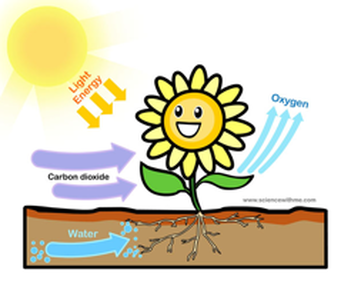 Light
Energy
Oxygen
Carbon dioxide
www.sciencewithme.com
Water